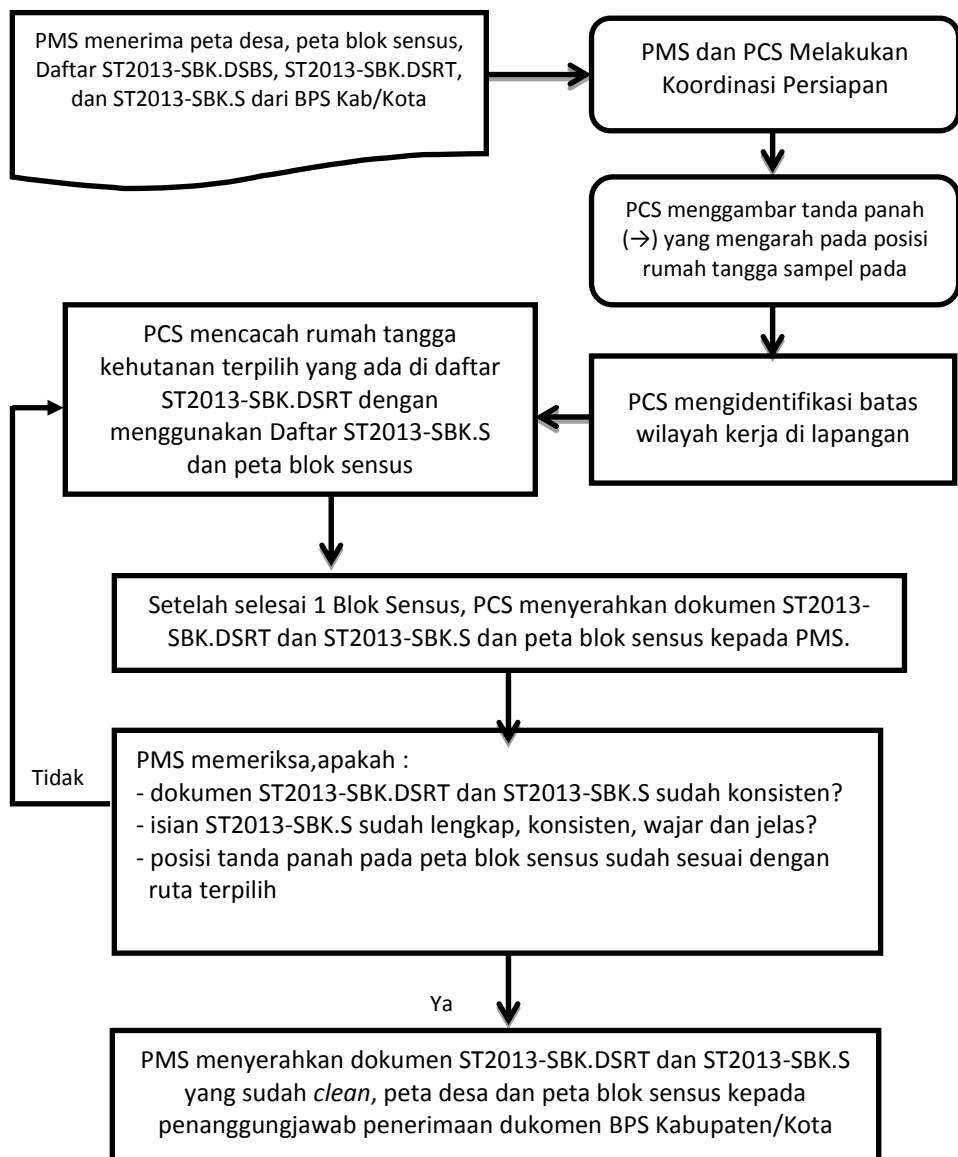 PMS menerima peta desa, peta blok sensus,
Daftar ST2013-SBK.DSBS, ST2013-SBK.DSRT,
dan ST2013-SBK.S dari BPS Kab/Kota
PMS dan PCS Melakukan
Koordinasi Persiapan
PCS menggambar tanda panah
(→) yang mengarah pada posisi
rumah tangga sampel pada
PCS mengidentifikasi batas
wilayah kerja di lapangan
PCS mencacah rumah tangga
kehutanan terpilih yang ada di daftar
ST2013-SBK.DSRT dengan
menggunakan Daftar ST2013-SBK.S
dan peta blok sensus
Setelah selesai 1 Blok Sensus, PCS menyerahkan dokumen ST2013-
SBK.DSRT dan ST2013-SBK.S dan peta blok sensus kepada PMS.
PMS memeriksa,apakah :
- dokumen ST2013-SBK.DSRT dan ST2013-SBK.S sudah konsisten?
- isian ST2013-SBK.S sudah lengkap, konsisten, wajar dan jelas?
- posisi tanda panah pada peta blok sensus sudah sesuai dengan
ruta terpilih
Tidak
Ya
PMS menyerahkan dokumen ST2013-SBK.DSRT dan ST2013-SBK.S
yang sudah clean, peta desa dan peta blok sensus kepada
penanggungjawab penerimaan dukomen BPS Kabupaten/Kota